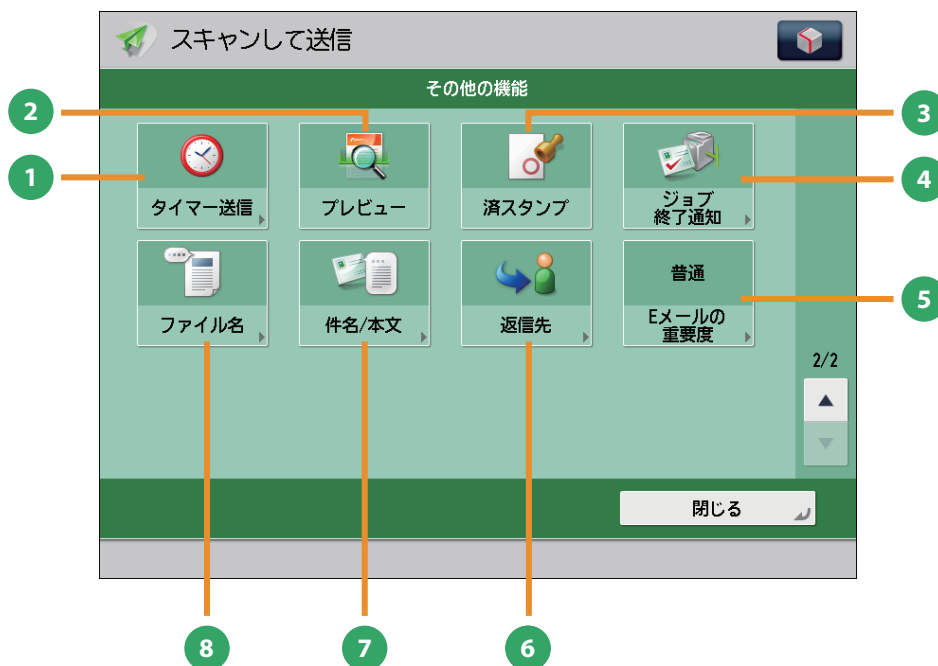 スキャンして送信
その他の機能
2
3
1
4
タイマー送信
プレビュー
済スタンプ
ジョブ
終了通知
普通
5
ファイル名
件名/本文
返信先
Eメールの
重要度
2/2
閉じる
8
7
6